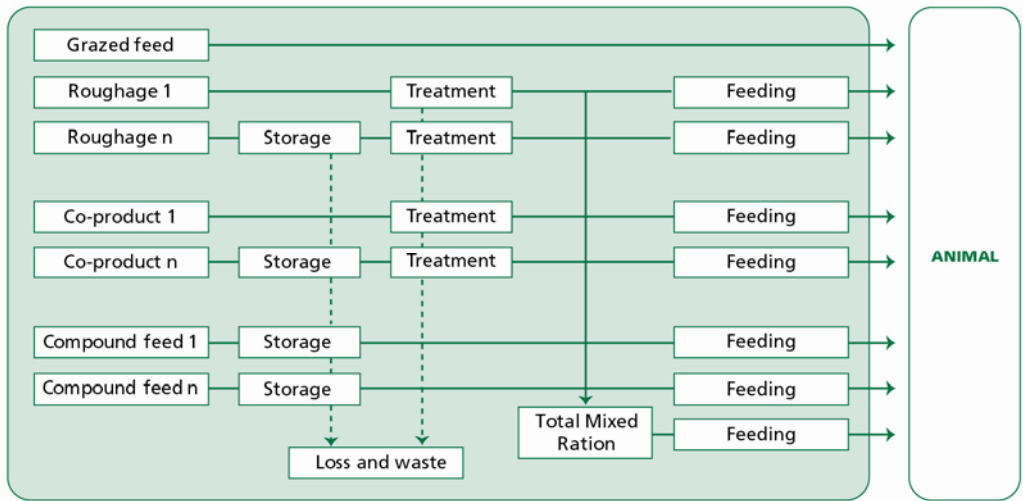 Grazed feed
Roughage 1 Treatment Feeding
Roughage n Storage Treatment Feeding
Co-product 1 Treatment Feeding
Co-product n Storage Treatment Feeding
ANIMAL
Compound feed 1 Storage Feeding
Compound feed n Storage Feeding
Total Mixed
Ration
Feeding
Loss and waste